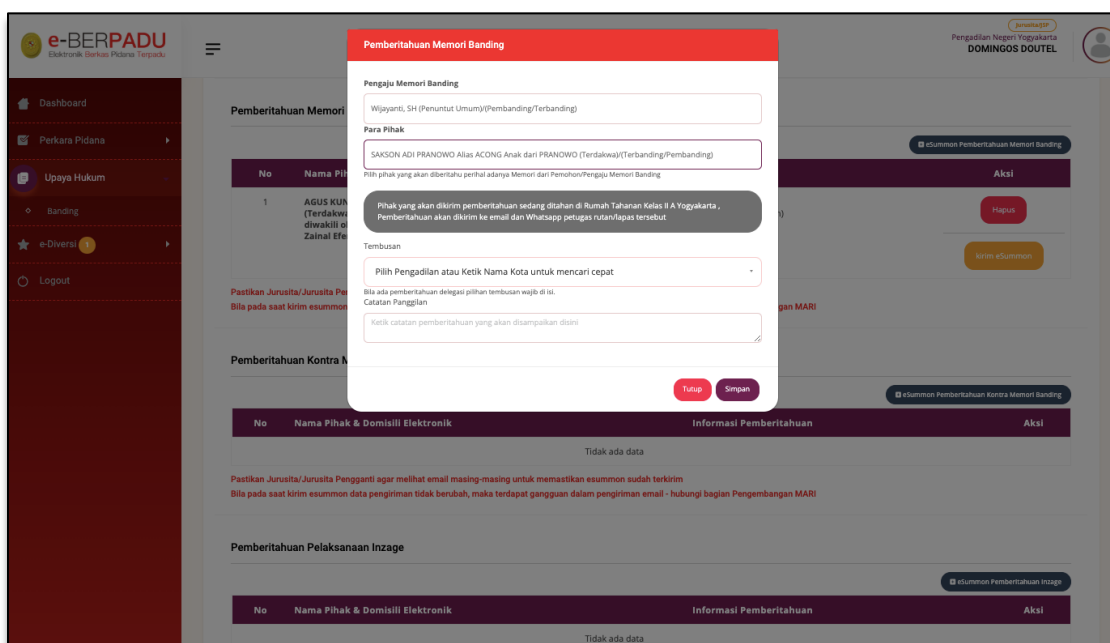 e-BERPADU
Elektronik Berkas Pidana Terpadu
Jurusita/JSP
Pengadilan Negeri Yogyakarta
DOMINGOS DOUTEL
Dashboard
Perkara Pidana
Upaya Hukum
Banding
e-Diversi 1
Logout
Pemberitahuan Memori Banding
Pengaju Memori Banding
Wijayanti, SH (Penuntut Umum)/(Pembanding/Terbanding)
Para Pihak
SAKSON ADI PRANOWO Alias ACONG Anak dari PRANOWO (Terdakwa)/(Terbanding/Pembanding)
Pilih pihak yang akan diberitahu perihal adanya Memori dari Pemohon/Pengaju Memori Banding
Pihak yang akan dikirim pemberitahuan sedang ditahan di Rumah Tahanan Kelas II A Yogyakarta ,
Pemberitahuan akan dikirim ke email dan Whatsapp petugas rutan/lapas tersebut
Tembusan
Pilih Pengadilan atau Ketik Nama Kota untuk mencari cepat
Bila ada pemberitahuan delegasi pilihan tembusan wajib di isi.
Catatan Panggilan
Ketik catatan pemberitahuan yang akan disampaikan disini
Tutup
Simpan
Pemberitahuan Memori
eSummon Pemberitahuan Memori Banding
No Nama Pih Aksi
1 AGUS KUN
(Terdakwa
diwakili ol
Zainal Efe
Hapus
kirim eSummon
Pastikan Jurusita/Jurusita Pe
Bila pada saat kirim esummon gan MARI
Pemberitahuan Kontra M
eSummon Pemberitahuan Kontra Memori Banding
No Nama Pihak & Domisili Elektronik Informasi Pemberitahuan Aksi
Tidak ada data
Pastikan Jurusita/Jurusita Pengganti agar melihat email masing-masing untuk memastikan esummon sudah terkirim
Bila pada saat kirim esummon data pengiriman tidak berubah, maka terdapat gangguan dalam pengiriman email - hubungi bagian Pengembangan MARI
Pemberitahuan Pelaksanaan Inzage
eSummon Pemberitahuan Inzage
No Nama Pihak & Domisili Elektronik Informasi Pemberitahuan Aksi
Tidak ada data